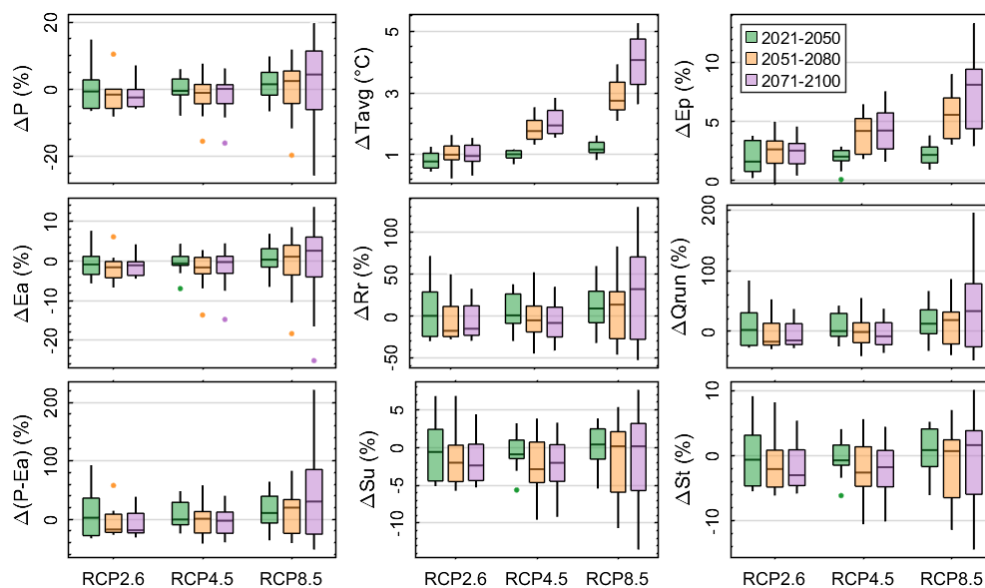 ΔP (%)
20
0
-20
ΔTavg (°C)
5
3
1
ΔEp (%)
10
5
0
2021-2050
2051-2080
2071-2100
ΔEa (%)
10
0
-10
-20
ΔRr (%)
100
50
0
-50
ΔQrun (%)
200
100
0
Δ(P-Ea) (%)
200
100
0
RCP2.6 RCP4.5 RCP8.5
ΔSu (%)
5
0
-5
-10
RCP2.6 RCP4.5 RCP8.5
ΔSt (%)
10
0
-10
RCP2.6 RCP4.5 RCP8.5